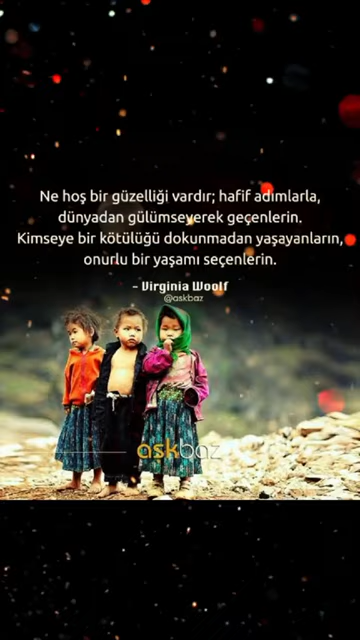 Ne hoş bir güzelliği vardır; hafif adımlarla,
dünyadan gülümseyerek geçenlerin.
Kimseye bir kötülüğü dokunmadan yaşayanların,
onurlu bir yaşamı seçenlerin.
– Virginia Woolf
@askbaz
askbaz